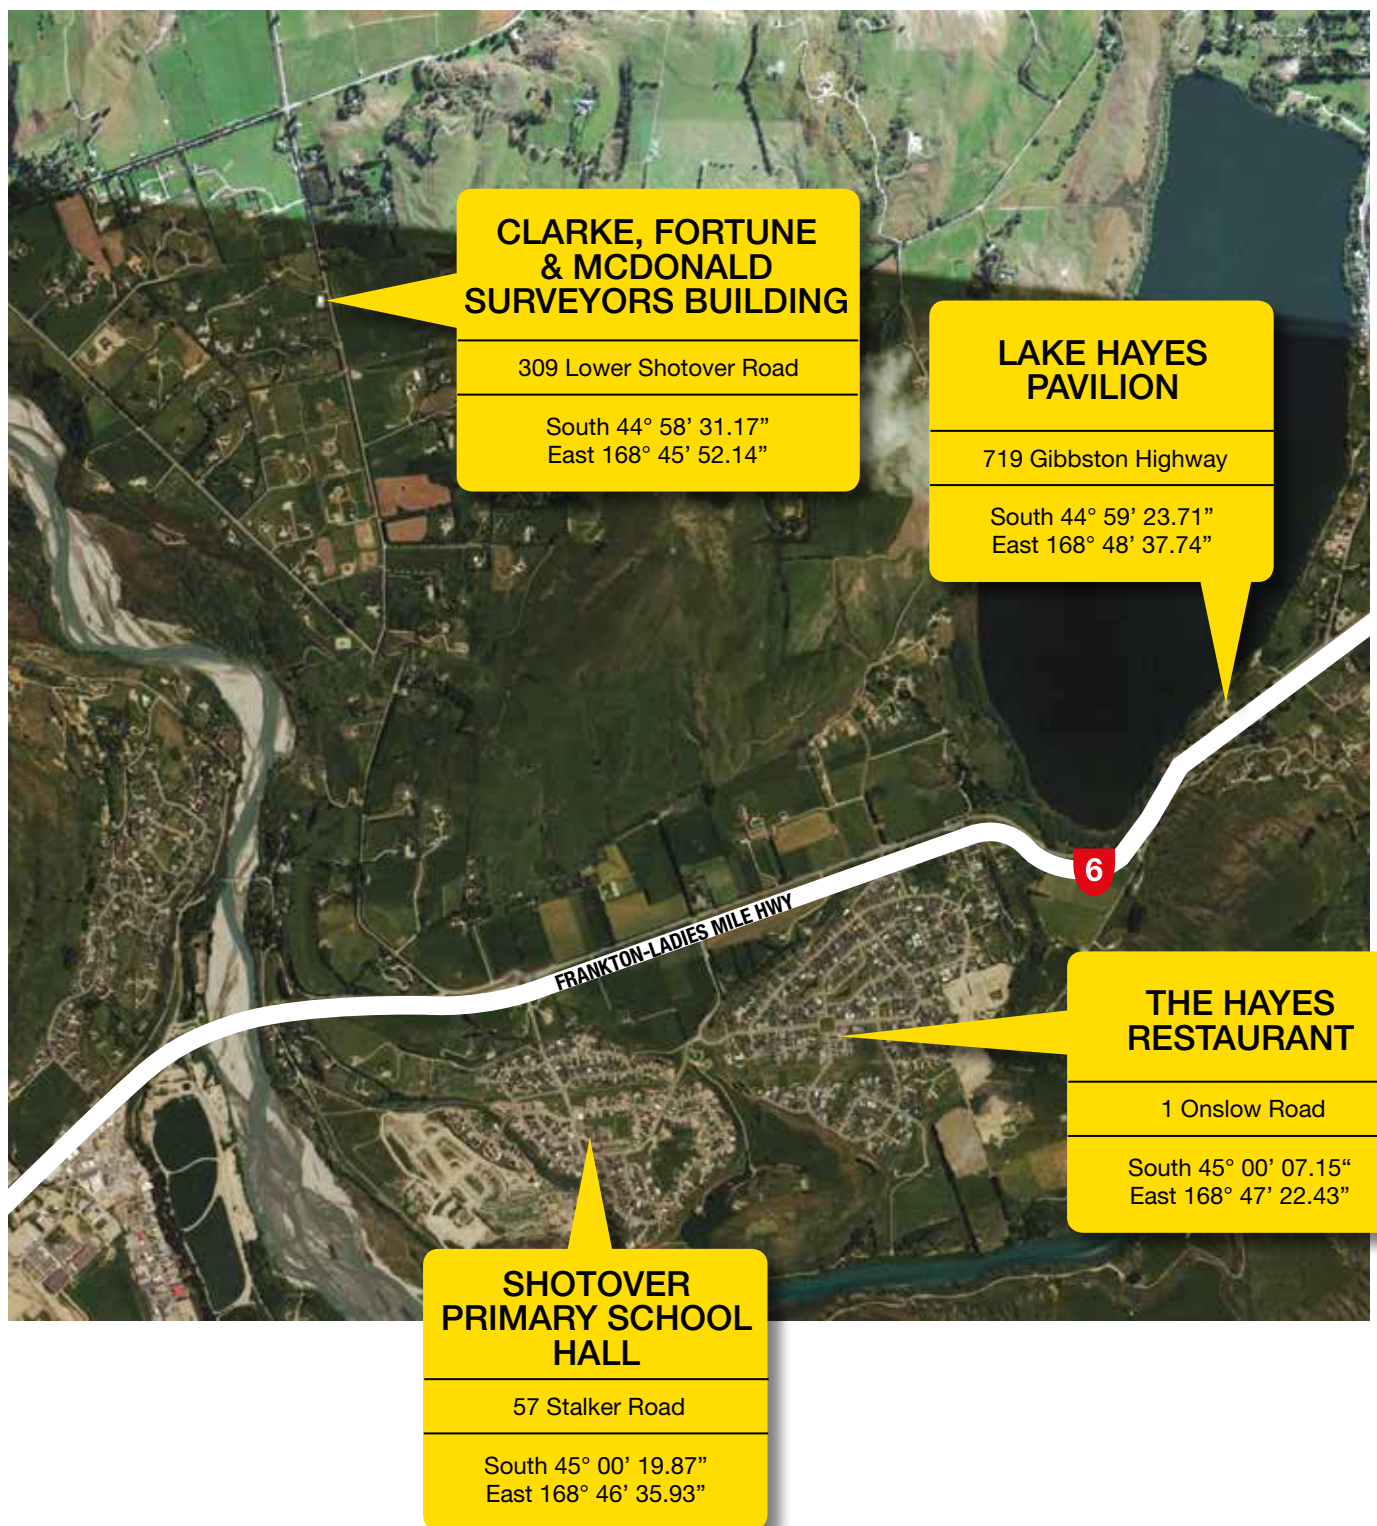 CLARKE, FORTUNE
& MCDONALD
SURVEYORS BUILDING
309 Lower Shotover Road
South 44° 58’ 31.17”
East 168° 45’ 52.14”
LAKE HAYES
PAVILION
719 Gibbston Highway
South 44° 59’ 23.71”
East 168° 48’ 37.74”
6
FRANKTON-LADIES MILE HWY
THE HAYES
RESTAURANT
1 Onslow Road
South 45° 00’ 07.15“
East 168° 47’ 22.43”
SHOTOVER
PRIMARY SCHOOL
HALL
57 Stalker Road
South 45° 00’ 19.87”
East 168° 46’ 35.93”